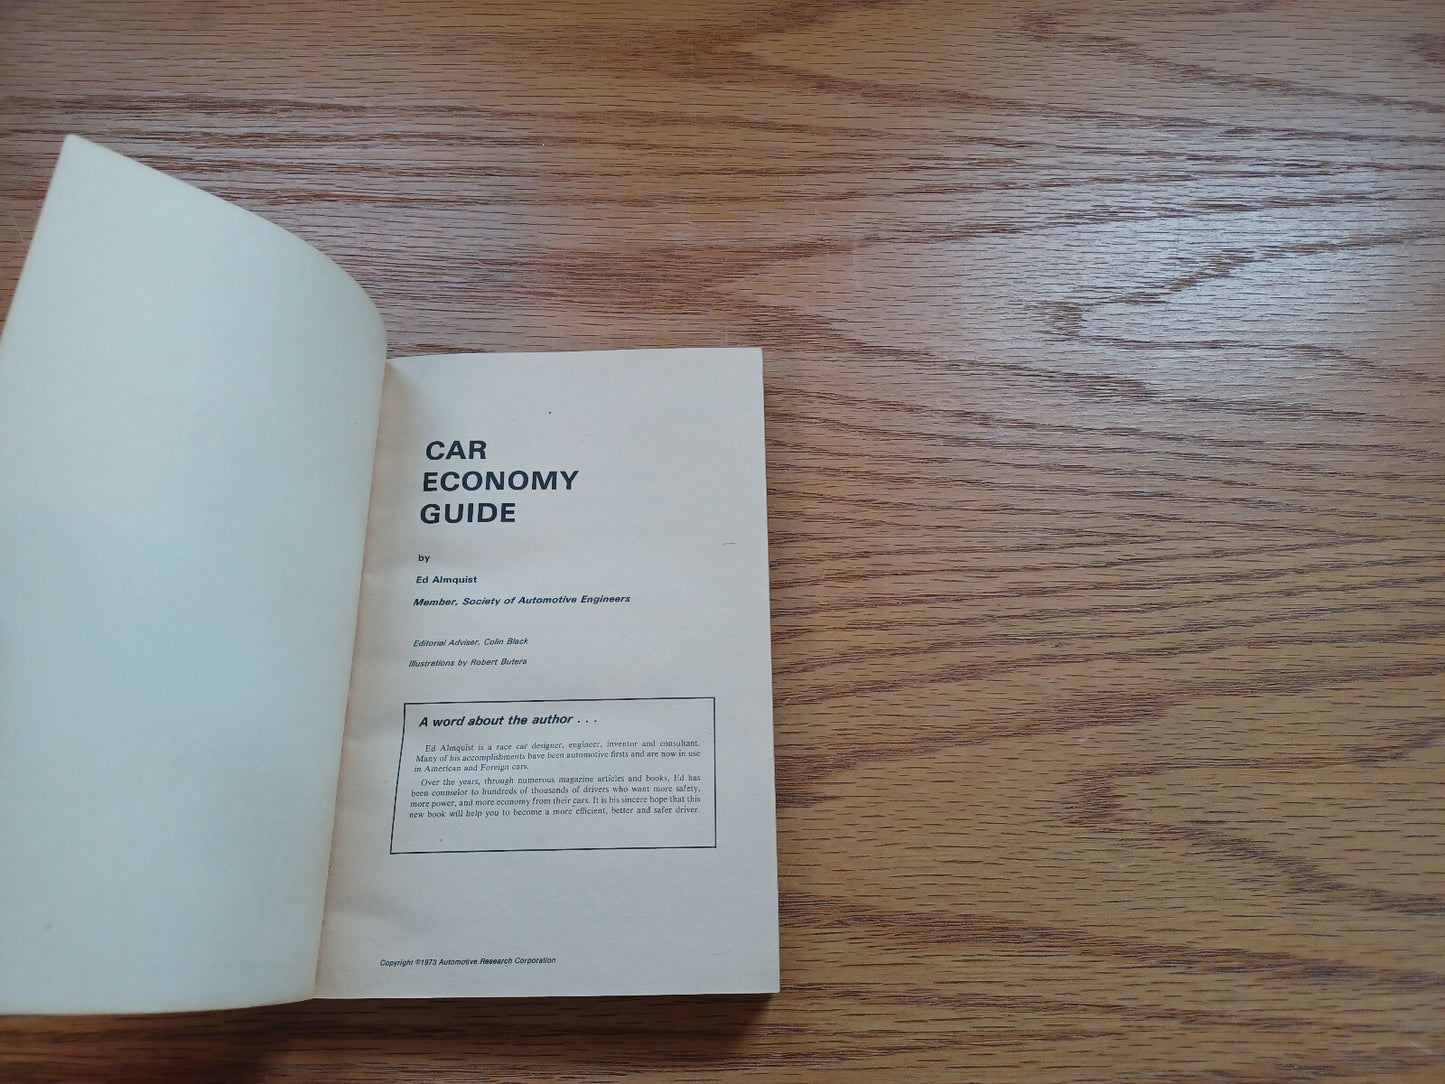 CAR
ECONOMY
GUIDE
by
Ed Almquist
Member, Society of Automotive Engineers
Editorial Adviser, Colin Black
Illustrations by Robert Butera
A word about the author . . .
Ed Almquist is a race car designer, engineer, inventor and consultant.
Many of his accomplishments have been automotive firsts and are now in use
in American and Foreign cars.
Over the years, through numerous magazine articles and books, Ed has
been counselor to hundreds of thousands of drivers who want more safety,
more power, and more economy from their cars. It is his sincere hope that this
new book will help you to become a more efficient, better and safer driver.
Copyright ©1973 Automotive Research Corporation